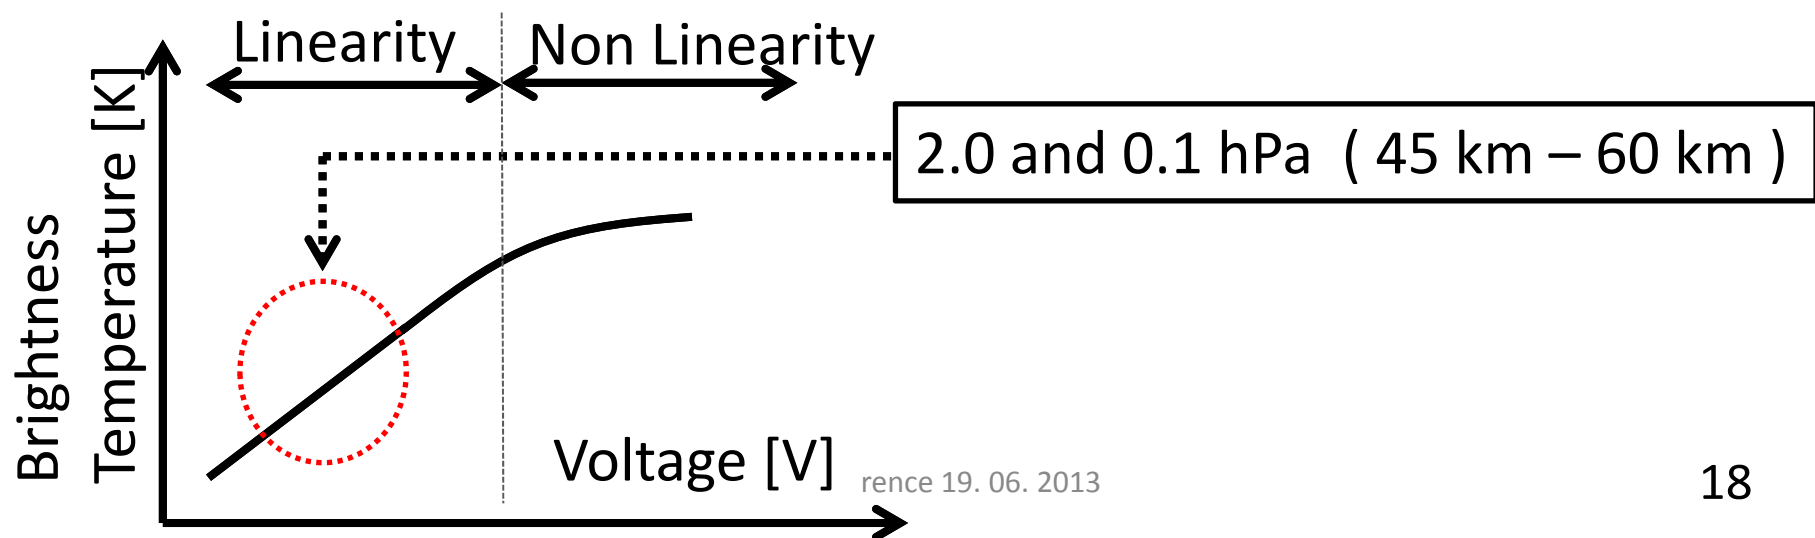 Linearity
Non Linearity
Brightness
Temperature [K]
2.0 and 0.1 hPa ( 45 km – 60 km )
Voltage [V]
rence 19. 06. 2013
18